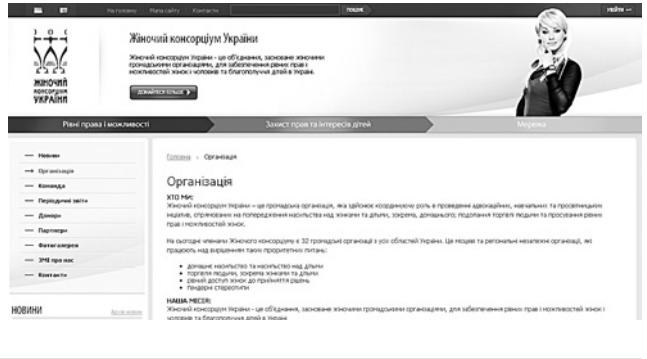 На головну Мапа сайту Контакти
пошук
увійти
ЖІНОЧИЙ
КОНСОРЦІУМ
УКРАЇНИ
Жіночий консорціум України
Жіночий консорціум України – це об'єднання, засноване жіночими
громадськими організаціями, для забезпечення рівних прав і
можливостей жінок і чоловіків та благополуччя дітей в Україні.
ДІЗНАЙТЕСЯ БІЛЬШЕ
Рівні права і можливості
Захист прав та інтересів дітей
Мережа
— Новини
→ Організація
— Команда
— Періодичні звіти
— Донори
— Партнери
— Фотогалерея
— ЗМІ про нас
— Контакти
НОВИНИ
Архів новин
Головна › Організація
Організація
ХТО МИ:
Жіночий консорціум України – це громадська організація, яка здійснює координуючу роль в проведенні адвокаційних, навчальних та просвітницьких
ініціатив, спрямованих на попередження насильства над жінками та дітьми, зокрема, домашнього; подолання торгівлі людьми та просування рівних
прав і можливостей жінок.
На сьогодні членами Жіночого консорціуму є 32 громадські організації з усіх областей України. Це місцеві та регіональні незалежні організації, які
працюють над вирішенням таких пріоритетних питань:
• домашнє насильство та насильство над дітьми
• торгівля людьми, зокрема жінками та дітьми
• рівний доступ жінок до прийняття рішень
• гендерні стереотипи
НАША МІСІЯ:
Жіночий консорціум України – це об'єднання, засноване жіночими громадськими організаціями, для забезпечення рівних прав і можливостей жінок і
чоловіків та благополуччя дітей в Україні